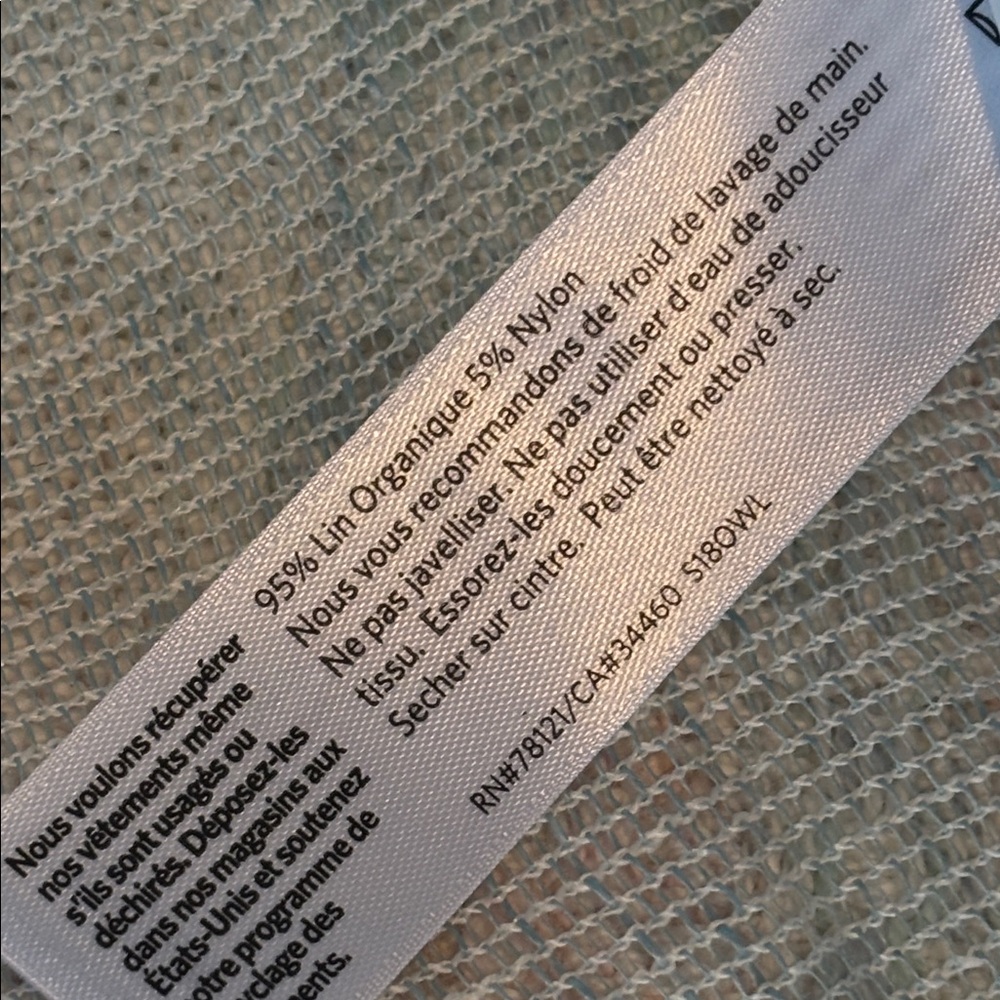 95% Lin Organique 5% Nylon
Nous vous recommandons de froid de lavage de main.
Ne pas javelliser. Ne pas utiliser d'eau de adoucisseur
tissu. Essorez-les doucement ou presser.
Secher sur cintre. Peut être nettoyé à sec.
RN#78121/CA#34460 S18OWL
Nous voulons récupérer
nos vêtements même
s'ils sont usagés ou
déchirés. Déposez-les
dans nos magasins aux
États-Unis et soutenez
programme de
des